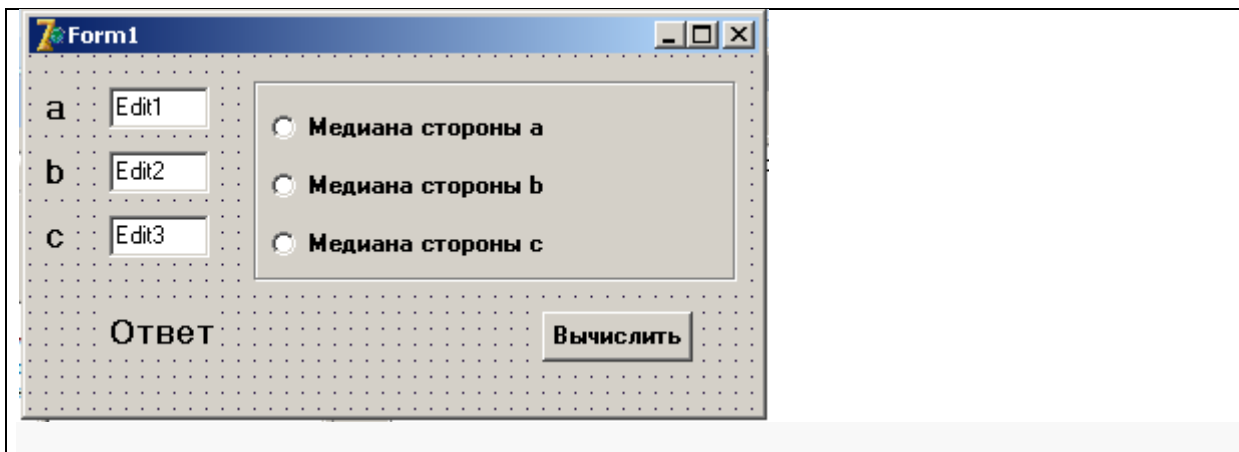 Form1
a Edit1
Медиана стороны a
b Edit2
Медиана стороны b
c Edit3
Медиана стороны c
Ответ
Вычислить